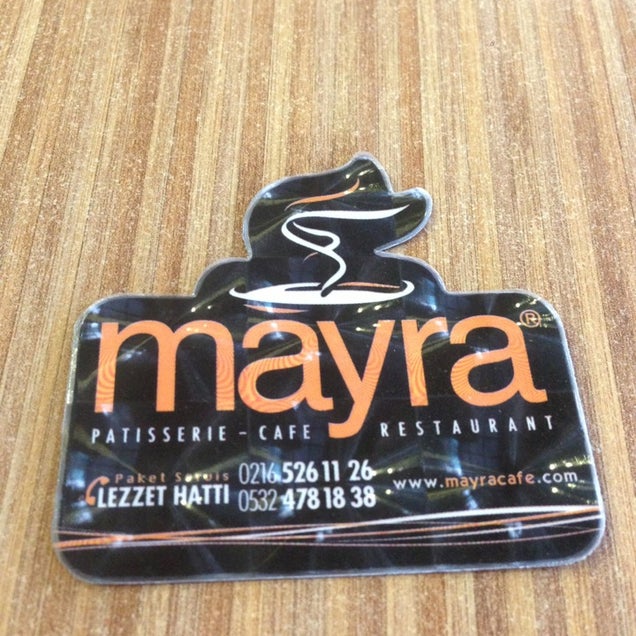 mayra®
PATISSERIE - CAFE RESTAURANT
Paket Servis 0216 526 11 26
LEZZET HATTI 0532 478 18 38
www.mayracafe.com